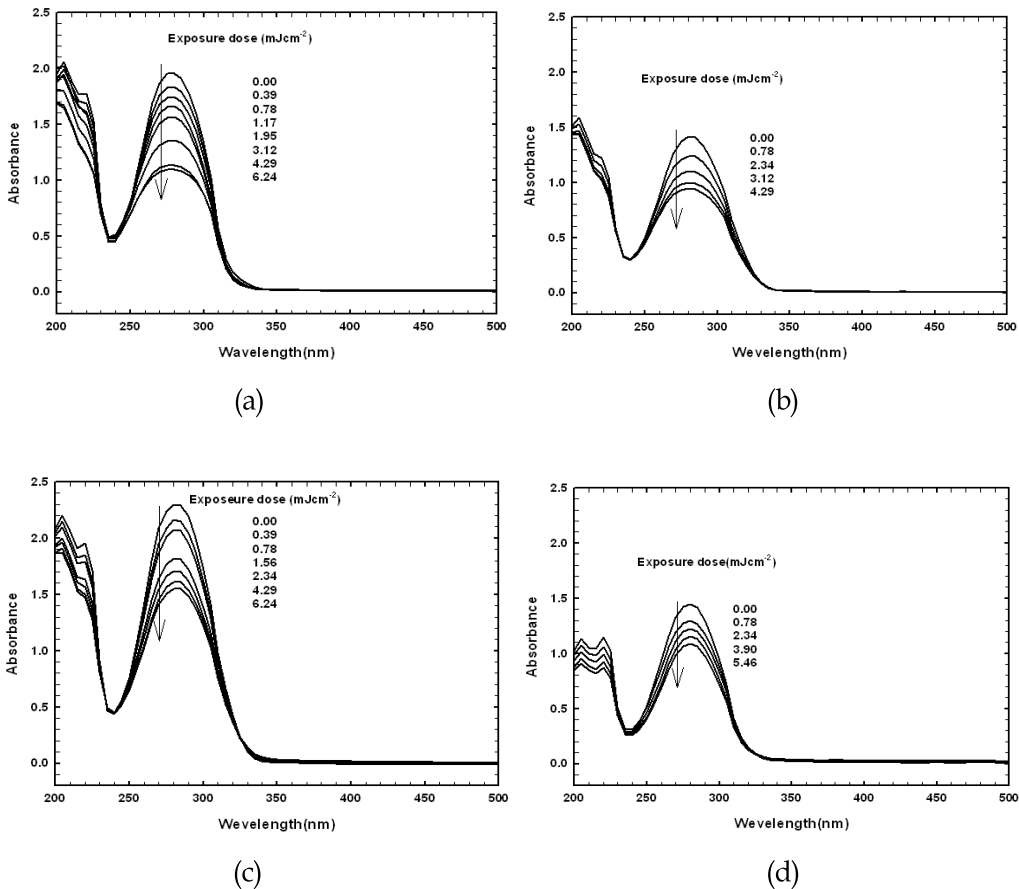 2.5
2.0
1.5
1.0
0.5
0.0
Absorbance
Exposure dose (mJcm-2)
0.00
0.39
0.78
1.17
1.95
3.12
4.29
6.24
200 250 300 350 400 450 500
Wavelength(nm)
(a)
2.5
2.0
1.5
1.0
0.5
0.0
Absorbance
Exposure dose (mJcm-2)
0.00
0.78
2.34
3.12
4.29
200 250 300 350 400 450 500
Wevelength(nm)
(b)
2.5
2.0
1.5
1.0
0.5
0.0
Absorbance
Exposeure dose (mJcm-2)
0.00
0.39
0.78
1.56
2.34
4.29
6.24
200 250 300 350 400 450 500
Wevelength(nm)
(c)
2.5
2.0
1.5
1.0
0.5
0.0
Absorbance
Exposure dose(mJcm-2)
0.00
0.78
2.34
3.90
5.46
200 250 300 350 400 450 500
Wevelength(nm)
(d)